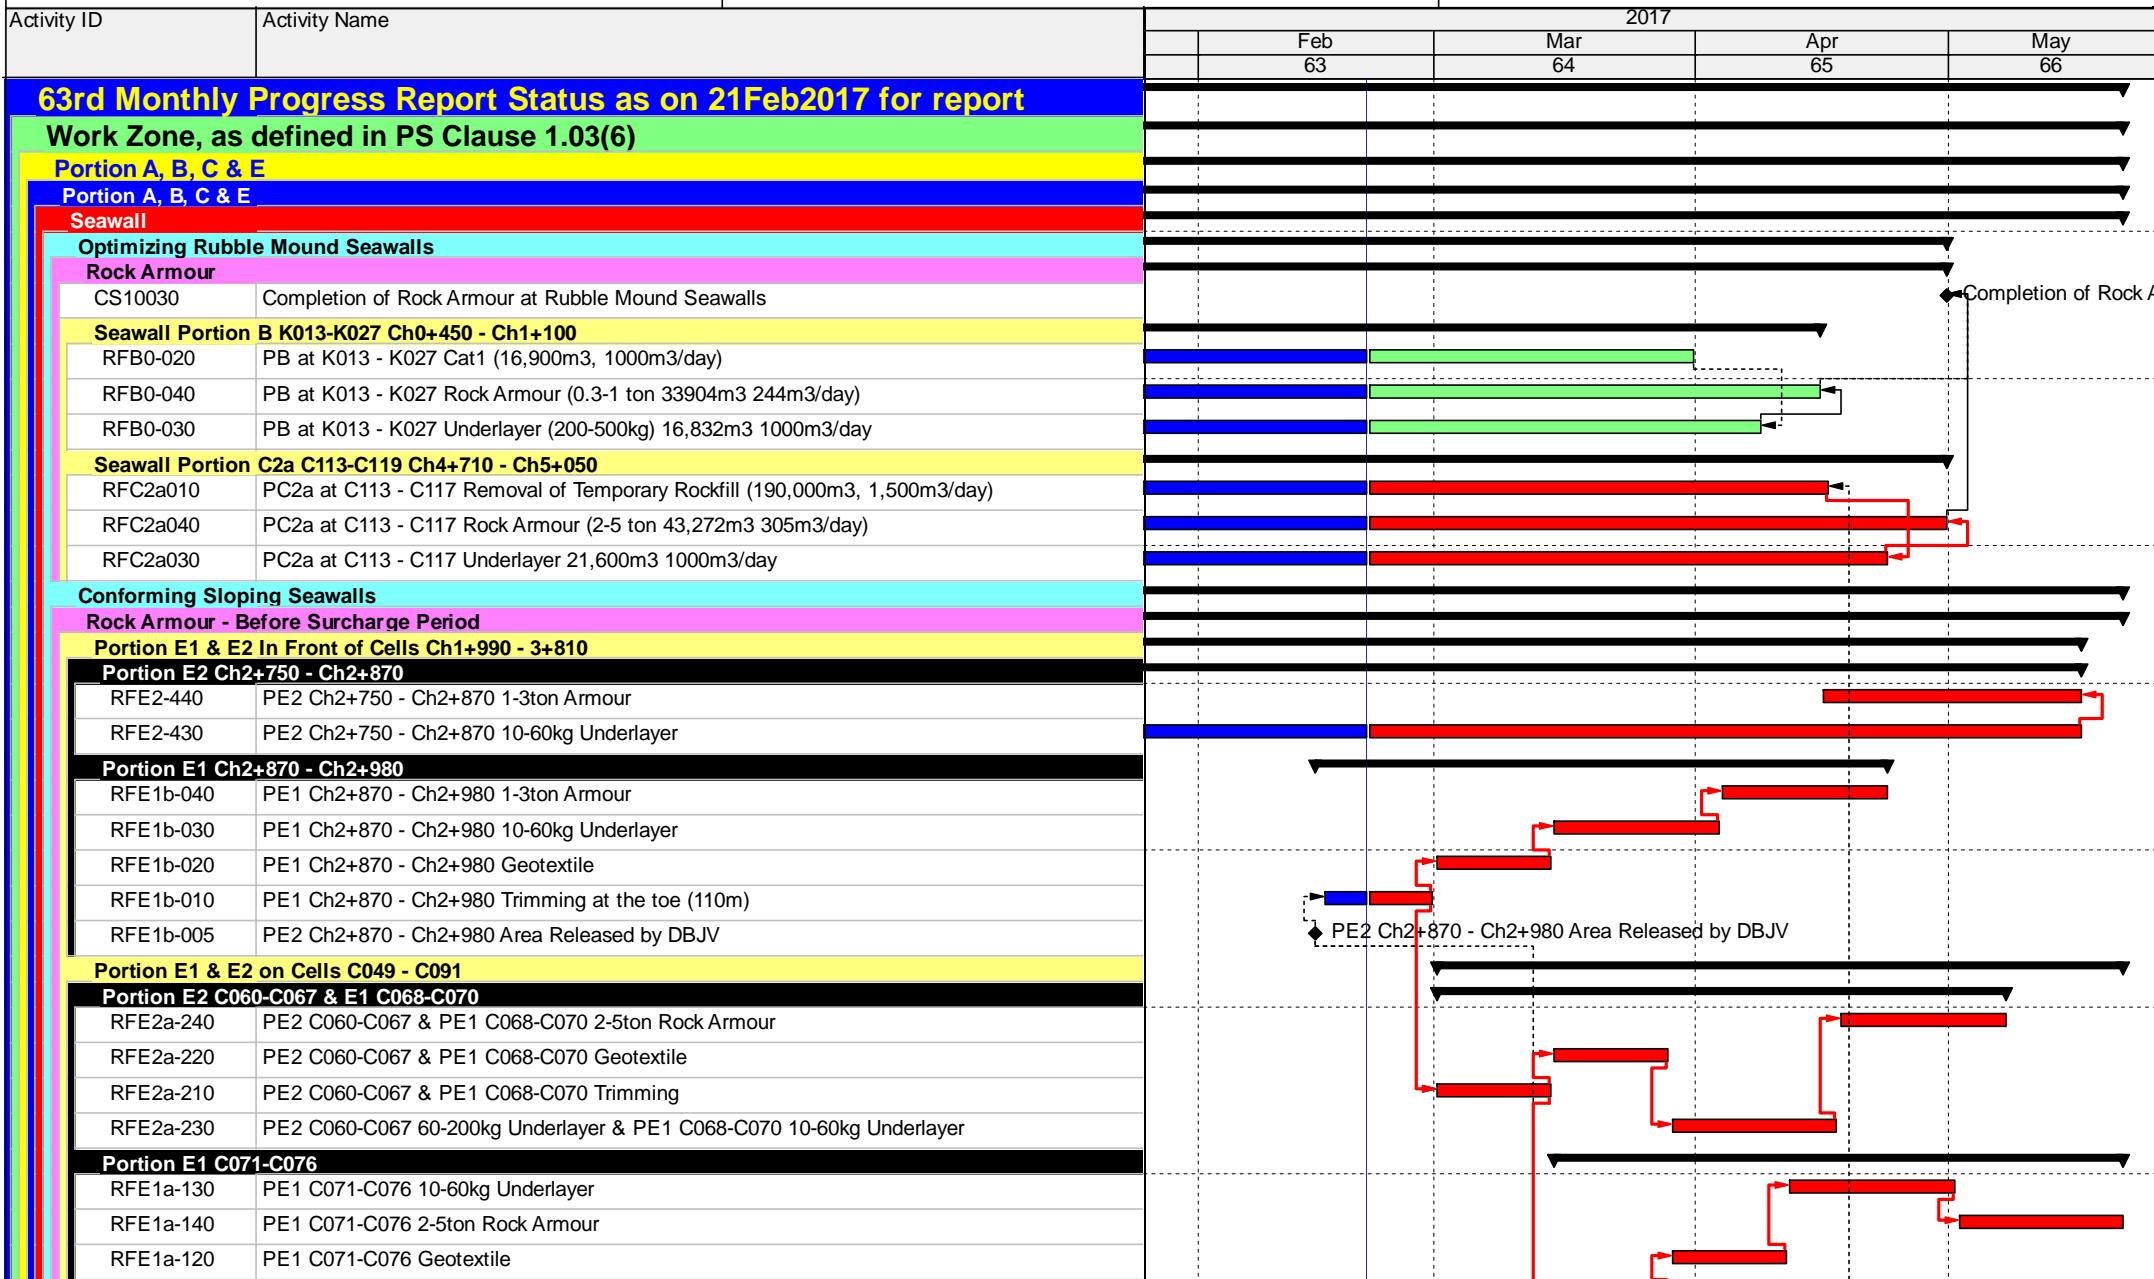 Activity ID Activity Name 2017
Feb Mar Apr May
63 64 65 66
63rd Monthly Progress Report Status as on 21Feb2017 for report
Work Zone, as defined in PS Clause 1.03(6)
Portion A, B, C & E
Portion A, B, C & E
Seawall
Optimizing Rubble Mound Seawalls
Rock Armour
CS10030 Completion of Rock Armour at Rubble Mound Seawalls Completion of Rock A
Seawall Portion B K013-K027 Ch0+450 - Ch1+100
RFB0-020 PB at K013 - K027 Cat1 (16,900m3, 1000m3/day)
RFB0-040 PB at K013 - K027 Rock Armour (0.3-1 ton 33904m3 244m3/day)
RFB0-030 PB at K013 - K027 Underlayer (200-500kg) 16,832m3 1000m3/day
Seawall Portion C2a C113-C119 Ch4+710 - Ch5+050
RFC2a010 PC2a at C113 - C117 Removal of Temporary Rockfill (190,000m3, 1,500m3/day)
RFC2a040 PC2a at C113 - C117 Rock Armour (2-5 ton 43,272m3 305m3/day)
RFC2a030 PC2a at C113 - C117 Underlayer 21,600m3 1000m3/day
Conforming Sloping Seawalls
Rock Armour - Before Surcharge Period
Portion E1 & E2 In Front of Cells Ch1+990 - 3+810
Portion E2 Ch2+750 - Ch2+870
RFE2-440 PE2 Ch2+750 - Ch2+870 1-3ton Armour
RFE2-430 PE2 Ch2+750 - Ch2+870 10-60kg Underlayer
Portion E1 Ch2+870 - Ch2+980
RFE1b-040 PE1 Ch2+870 - Ch2+980 1-3ton Armour
RFE1b-030 PE1 Ch2+870 - Ch2+980 10-60kg Underlayer
RFE1b-020 PE1 Ch2+870 - Ch2+980 Geotextile
RFE1b-010 PE1 Ch2+870 - Ch2+980 Trimming at the toe (110m)
RFE1b-005 PE2 Ch2+870 - Ch2+980 Area Released by DBJV PE2 Ch2+870 - Ch2+980 Area Released by DBJV
Portion E1 & E2 on Cells C049 - C091
Portion E2 C060-C067 & E1 C068-C070
RFE2a-240 PE2 C060-C067 & PE1 C068-C070 2-5ton Rock Armour
RFE2a-220 PE2 C060-C067 & PE1 C068-C070 Geotextile
RFE2a-210 PE2 C060-C067 & PE1 C068-C070 Trimming
RFE2a-230 PE2 C060-C067 60-200kg Underlayer & PE1 C068-C070 10-60kg Underlayer
Portion E1 C071-C076
RFE1a-130 PE1 C071-C076 10-60kg Underlayer
RFE1a-140 PE1 C071-C076 2-5ton Rock Armour
RFE1a-120 PE1 C071-C076 Geotextile